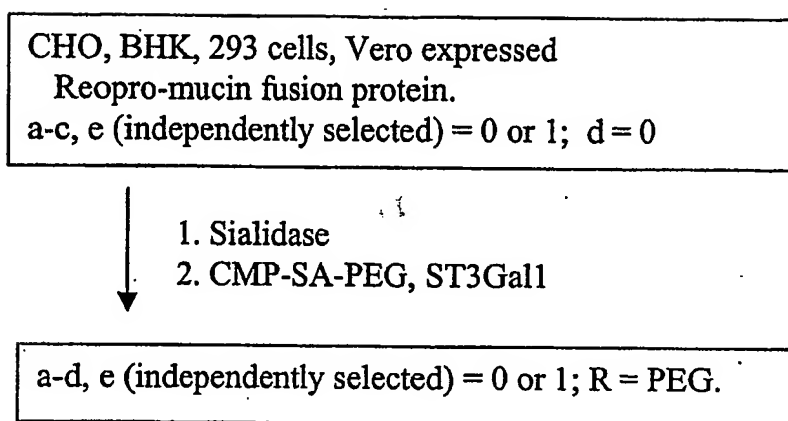 CHO, BHK, 293 cells, Vero expressed
Reopro-mucin fusion protein.
a-c, e (independently selected) = 0 or 1; d = 0
1. Sialidase
2. CMP-SA-PEG, ST3Gal1
a-d, e (independently selected) = 0 or 1; R = PEG.